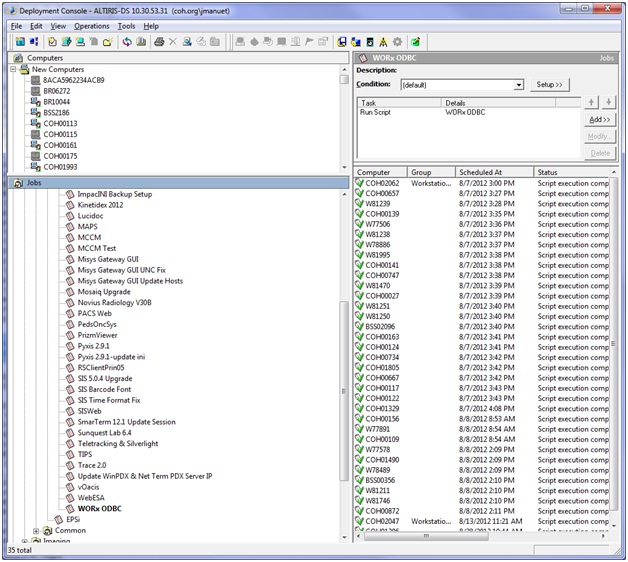 Deployment Console - ALTIRIS-DS 10.30.53.31 (coh.org\jmanuet)
File Edit View Operations Tools Help
Computers
New Computers
8ACA5962234ACB9
BR06272
BR10044
BSS2186
COH00113
COH00115
COH00161
COH00175
COH01993
Jobs
ImpacINI Backup Setup
Kinetidex 2012
Lucidoc
MAPS
MCCM
MCCM Test
Misys Gateway GUI
Misys Gateway GUI UNC Fix
Misys Gateway GUI Update Hosts
Mosaiq Upgrade
Novius Radiology V30B
PACS Web
PedsOncSys
PrizmViewer
Pyxis 2.9.1
Pyxis 2.9.1-update ini
RSClientPrin05
SIS 5.0.4 Upgrade
SIS Barcode Font
SIS Time Format Fix
SISWeb
SmarTerm 12.1 Update Session
Sunquest Lab 6.4
Teletracking & Silverlight
TIPS
Trace 2.0
Update WinPDX & Net Term PDX Server IP
vOacis
WebESA
WORx ODBC
EPSi
Common
Imaging
WORx ODBC Jobs
Description:
Condition: (default) Setup >>
Task Details
Run Script WORx ODBC
Add >>
Modify...
Delete
Computer Group Scheduled At Status
COH02062 Workstatio... 8/7/2012 3:00 PM Script execution comp
COH00657 8/7/2012 3:27 PM Script execution comp
W81239 8/7/2012 3:28 PM Script execution comp
COH00139 8/7/2012 3:35 PM Script execution comp
W77506 8/7/2012 3:36 PM Script execution comp
W81238 8/7/2012 3:37 PM Script execution comp
W78886 8/7/2012 3:37 PM Script execution comp
W81995 8/7/2012 3:38 PM Script execution comp
COH00141 8/7/2012 3:38 PM Script execution comp
COH00747 8/7/2012 3:38 PM Script execution comp
W81470 8/7/2012 3:39 PM Script execution comp
COH00027 8/7/2012 3:39 PM Script execution comp
W81251 8/7/2012 3:40 PM Script execution comp
W81250 8/7/2012 3:40 PM Script execution comp
BSS02096 8/7/2012 3:40 PM Script execution comp
COH00163 8/7/2012 3:41 PM Script execution comp
COH00124 8/7/2012 3:41 PM Script execution comp
COH00734 8/7/2012 3:42 PM Script execution comp
COH01805 8/7/2012 3:42 PM Script execution comp
COH00667 8/7/2012 3:42 PM Script execution comp
COH00117 8/7/2012 3:43 PM Script execution comp
COH00122 8/7/2012 3:43 PM Script execution comp
COH01329 8/7/2012 4:08 PM Script execution comp
COH00156 8/8/2012 8:53 AM Script execution comp
W77891 8/8/2012 8:54 AM Script execution comp
COH00109 8/8/2012 8:54 AM Script execution comp
W77578 8/8/2012 2:09 PM Script execution comp
COH01490 8/8/2012 2:09 PM Script execution comp
W78489 8/8/2012 2:09 PM Script execution comp
BSS00356 8/8/2012 2:10 PM Script execution comp
W81211 8/8/2012 2:10 PM Script execution comp
W81746 8/8/2012 2:10 PM Script execution comp
COH00872 8/8/2012 2:11 PM Script execution comp
COH02047 Workstatio... 8/13/2012 11:21 AM Script execution comp
35 total